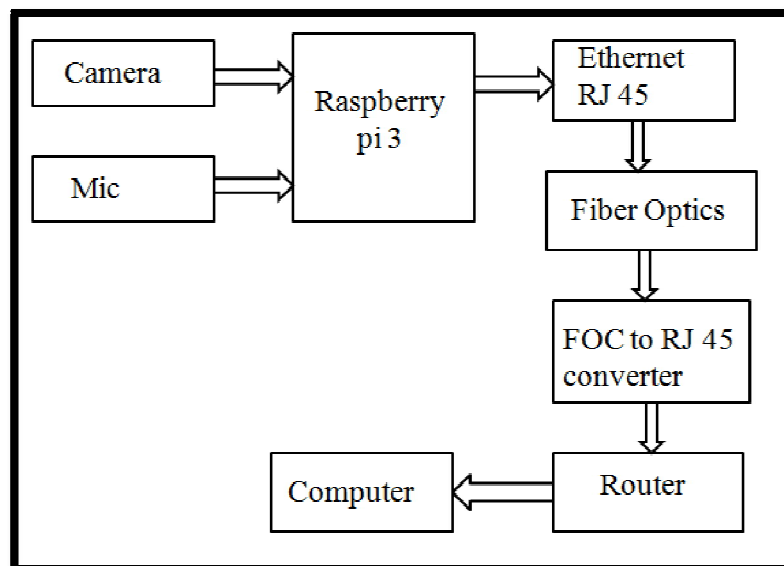 Camera
Mic
Raspberry
pi 3
Ethernet
RJ 45
Fiber Optics
FOC to RJ 45
converter
Router
Computer